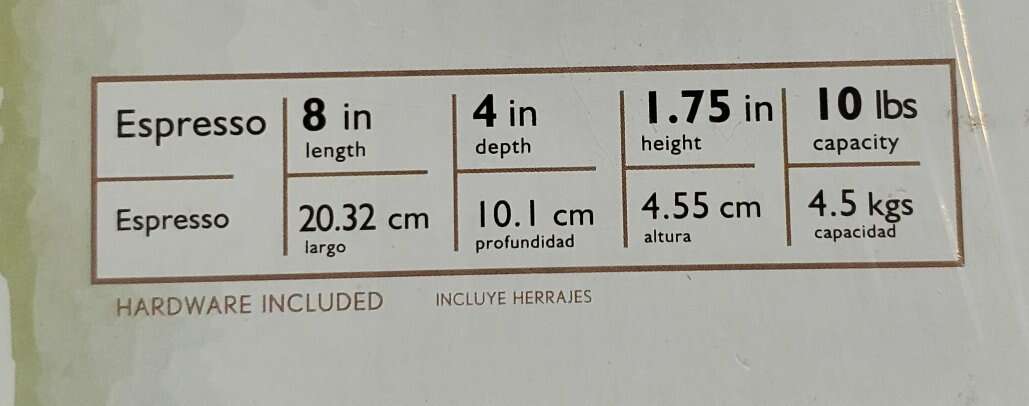 Espresso 8 in 4 in 1.75 in 10 lbs
length depth height capacity
Espresso 20.32 cm 10.1 cm 4.55 cm 4.5 kgs
largo profundidad altura capacidad
HARDWARE INCLUDED INCLUYE HERRAJES